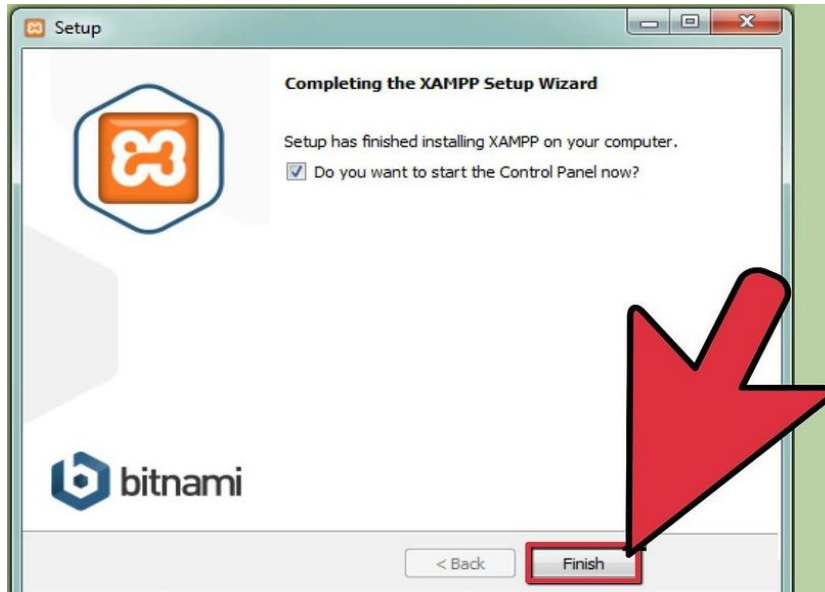 Setup
Completing the XAMPP Setup Wizard
Setup has finished installing XAMPP on your computer.
Do you want to start the Control Panel now?
bitnami
< Back
Finish